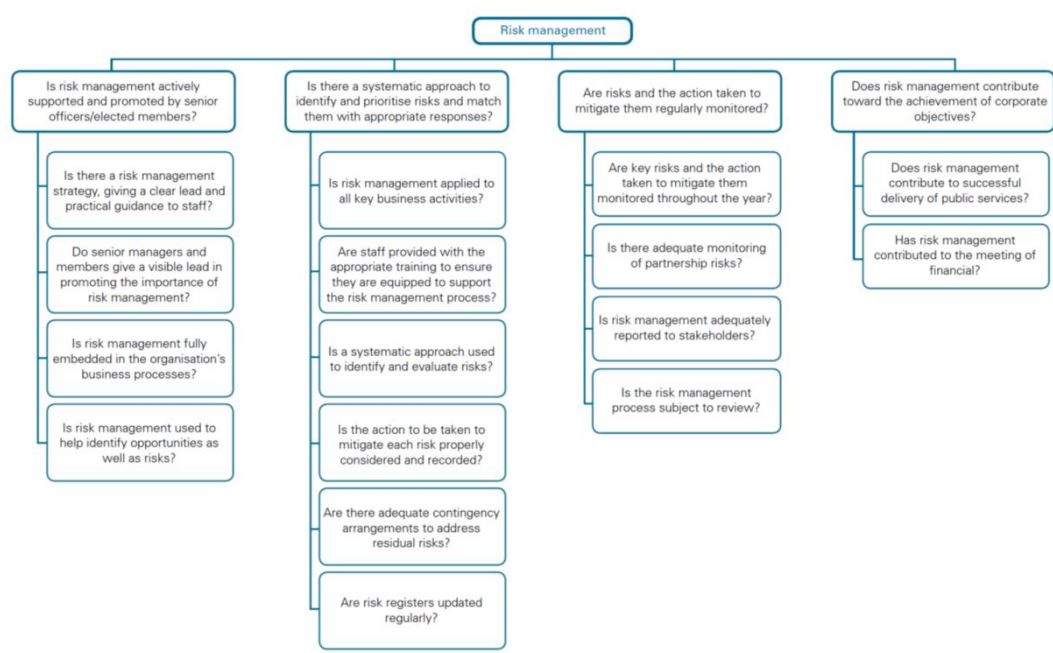 Risk management
Is risk management actively
supported and promoted by senior
officers/elected members?
Is there a risk management
strategy, giving a clear lead and
practical guidance to staff?
Do senior managers and
members give a visible lead in
promoting the importance of
risk management?
Is risk management fully
embedded in the organisation’s
business processes?
Is risk management used to
help identify opportunities as
well as risks?
Is there a systematic approach to
identify and prioritise risks and match
them with appropriate responses?
Is risk management applied to
all key business activities?
Are staff provided with the
appropriate training to ensure
they are equipped to support
the risk management process?
Is a systematic approach used
to identify and evaluate risks?
Is the action to be taken to
mitigate each risk properly
considered and recorded?
Are there adequate contingency
arrangements to address
residual risks?
Are risk registers updated
regularly?
Are risks and the action taken to
mitigate them regularly monitored?
Are key risks and the action
taken to mitigate them
monitored throughout the year?
Is there adequate monitoring
of partnership risks?
Is risk management adequately
reported to stakeholders?
Is the risk management
process subject to review?
Does risk management contribute
toward the achievement of corporate
objectives?
Does risk management
contribute to successful
delivery of public services?
Has risk management
contributed to the meeting of
financial?